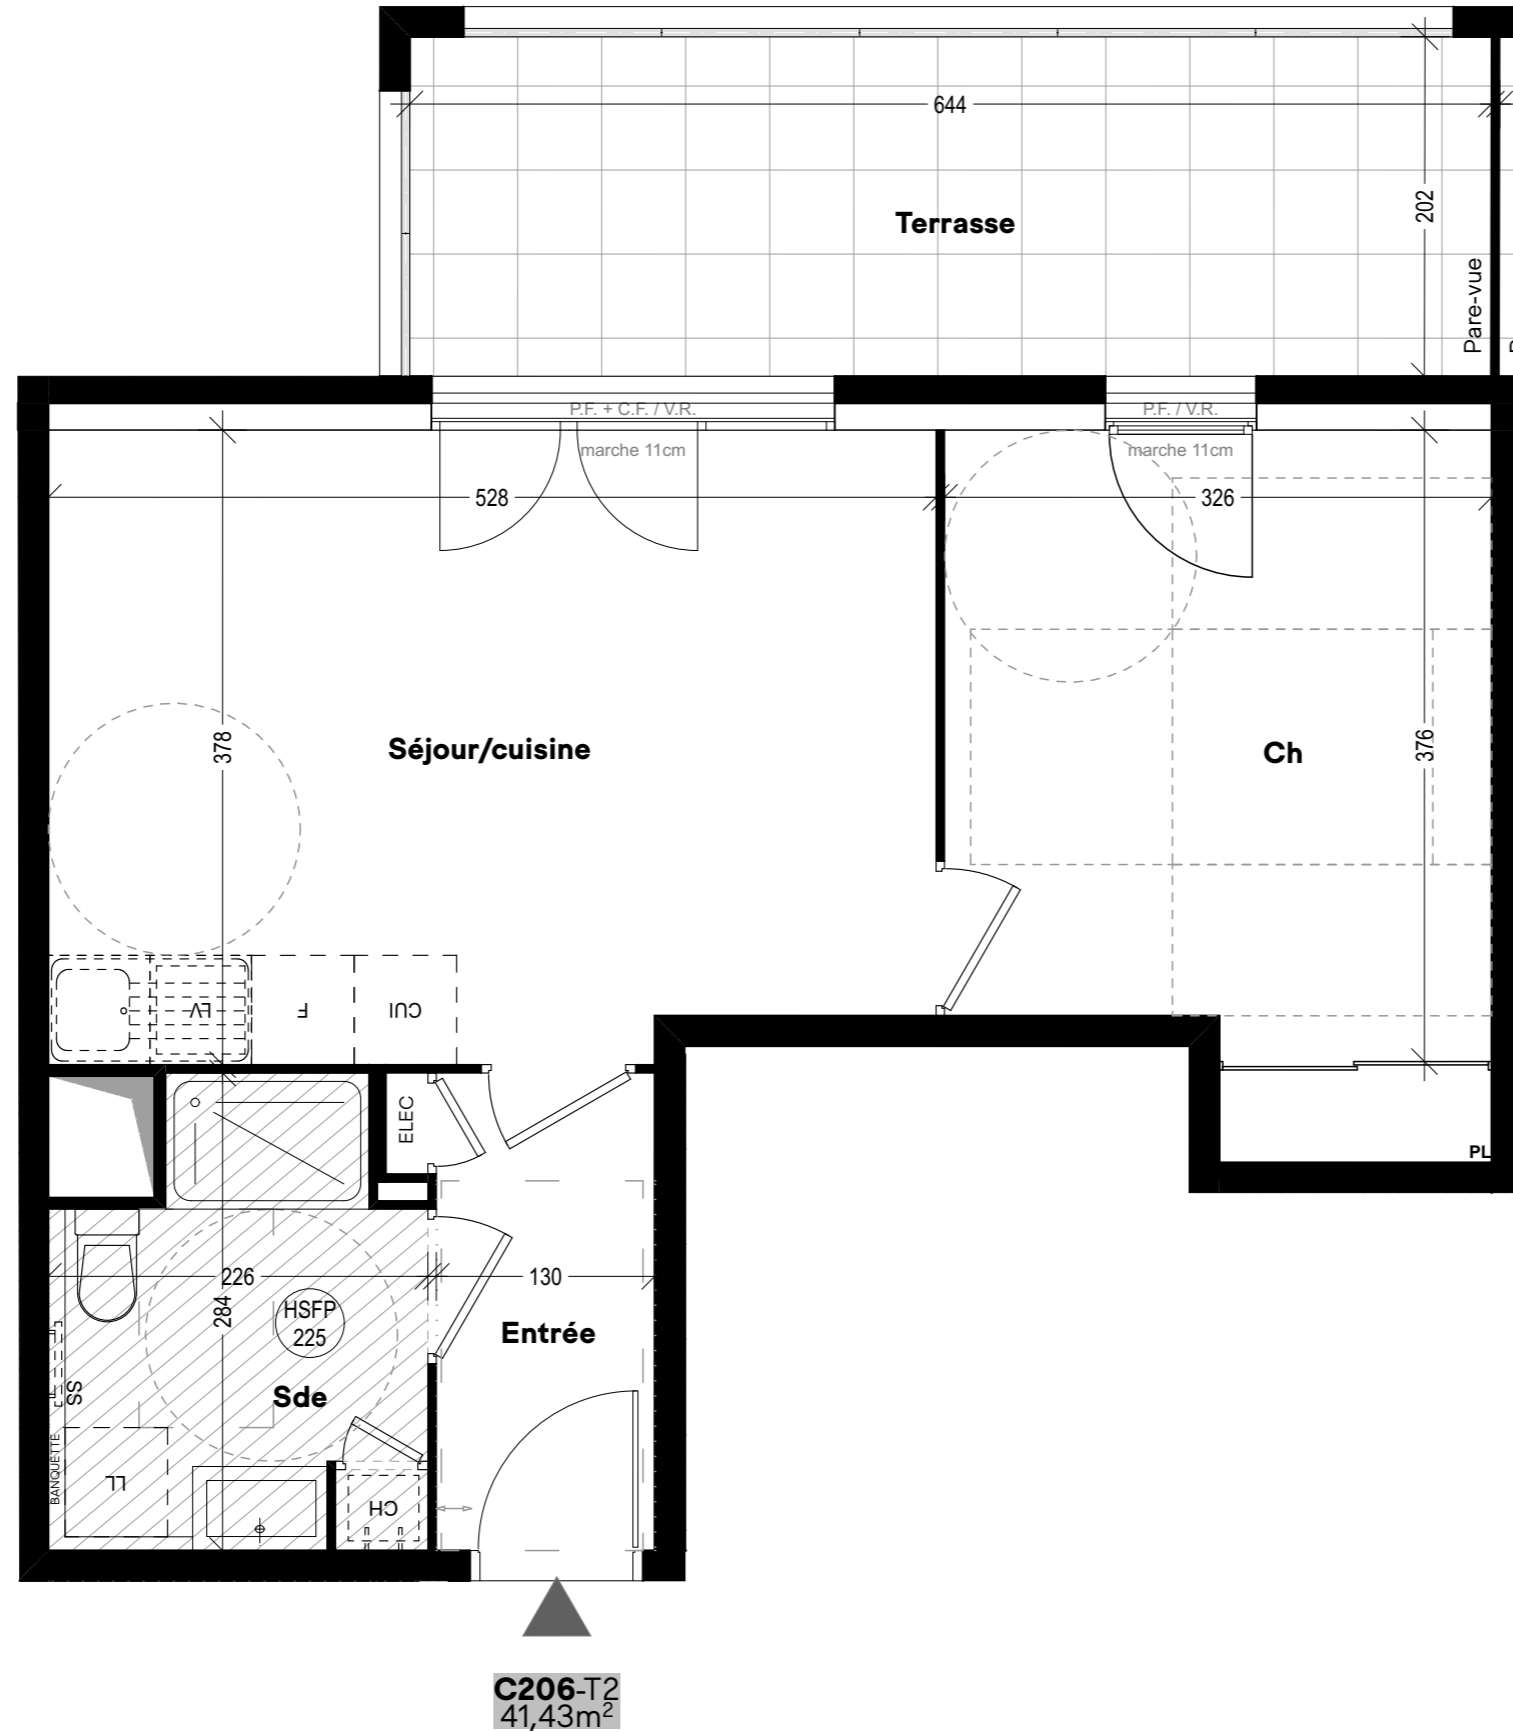 644
202
Terrasse
Pare-vue
P.F. + C.F. / V.R.
P.F. / V.R.
marche 11cm
marche 11cm
528
326
378
Séjour/cuisine
Ch
376
LV
F
CUI
ELEC
PL
226
130
284
HSFP
225
Entrée
SS
Sde
BANQUETTE
LL
CH
C206-T2
41,43m²